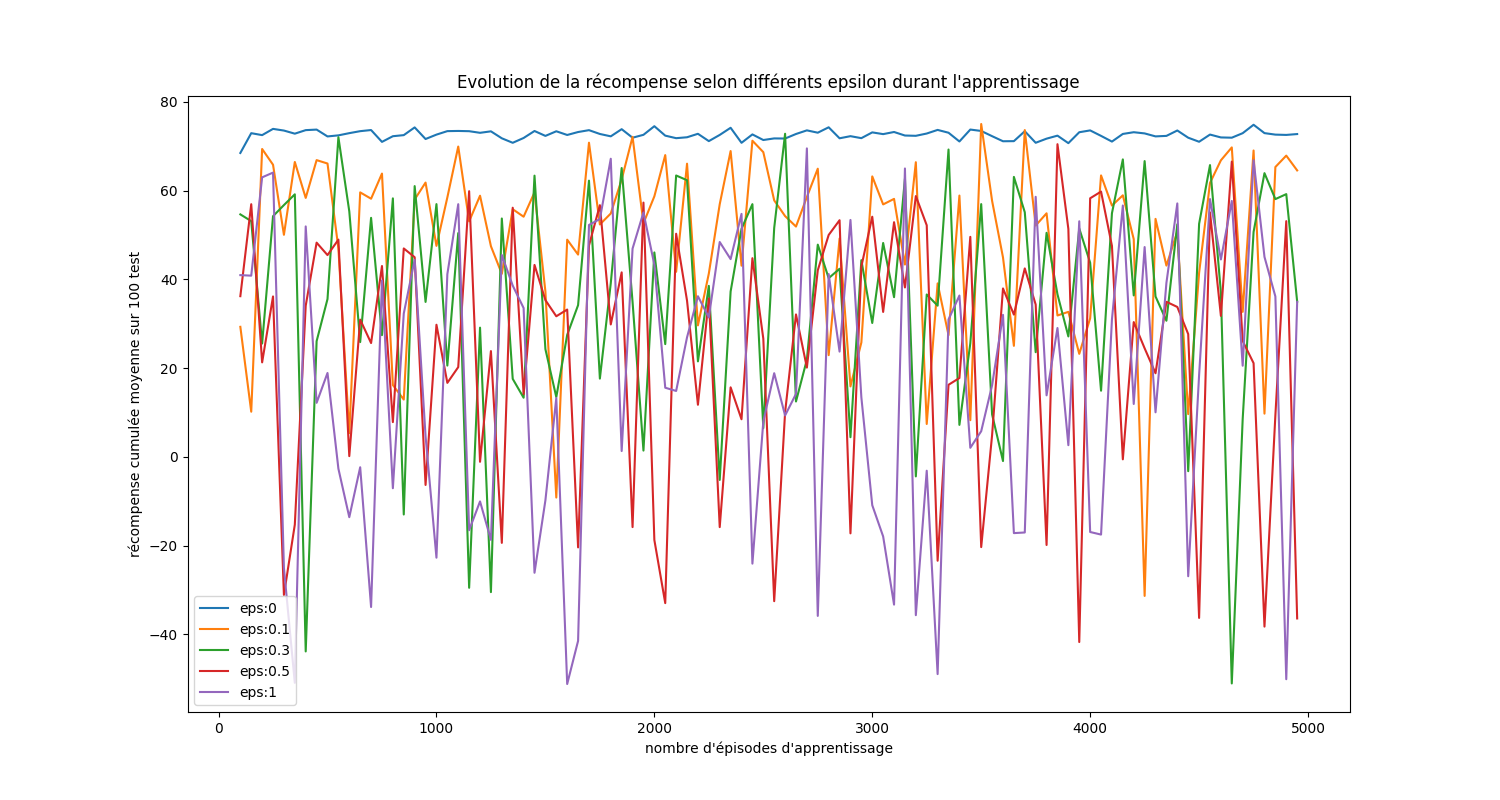 Evolution de la récompense selon différents epsilon durant l'apprentissage
récompense cumulée moyenne sur 100 test
80
60
40
20
0
−20
−40
eps:0
eps:0.1
eps:0.3
eps:0.5
eps:1
0 1000 2000 3000 4000 5000
nombre d'épisodes d'apprentissage